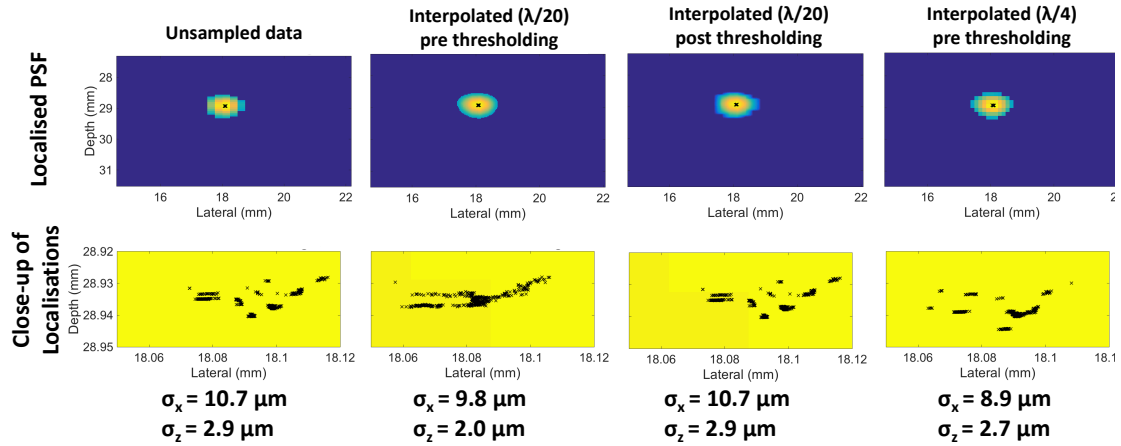 Unsampled data
Interpolated (λ/20)
pre thresholding
Interpolated (λ/20)
post thresholding
Interpolated (λ/4)
pre thresholding
Localised PSF
Depth (mm)
28
29
30
31
16 18 20 22
Lateral (mm)
16 18 20 22
Lateral (mm)
16 18 20 22
Lateral (mm)
16 18 20 2
Lateral (mm)
Close-up of
Localisations
Depth (mm)
28.92
28.93
28.94
28.95
18.06 18.08 18.1 18.12
Lateral (mm)
18.06 18.08 18.1 18.12
Lateral (mm)
18.06 18.08 18.1 18.12
Lateral (mm)
18.06 18.08 18.1 18.1
Lateral (mm)
σx = 10.7 μm
σz = 2.9 μm
σx = 9.8 μm
σz = 2.0 μm
σx = 10.7 μm
σz = 2.9 μm
σx = 8.9 μm
σz = 2.7 μm